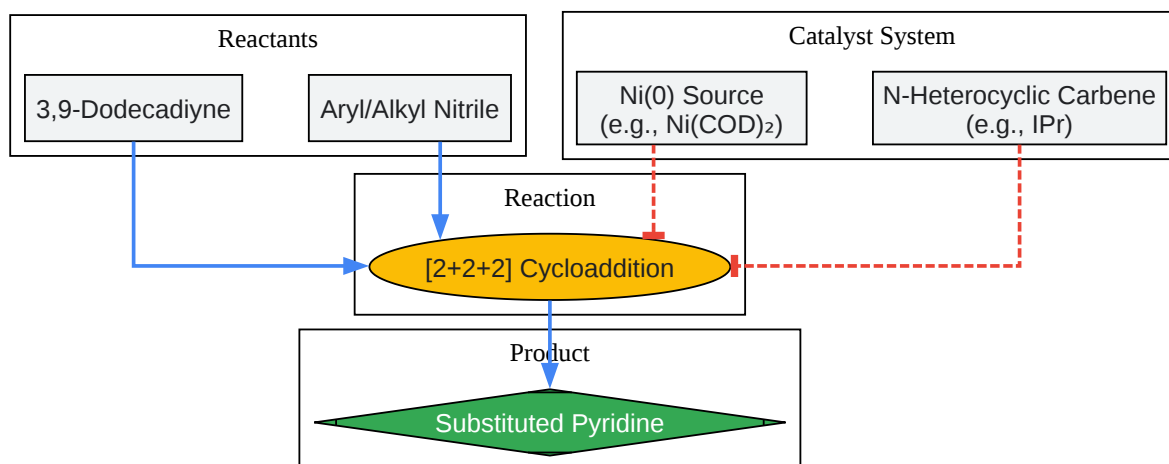 Reactants
Catalyst System
3,9-Dodecadiyne
Aryl/Alkyl Nitrile
Ni(0) Source
(e.g., Ni(COD)₂)
N-Heterocyclic Carbene
(e.g., IPr)
Reaction
[2+2+2] Cycloaddition
Product
Substituted Pyridine